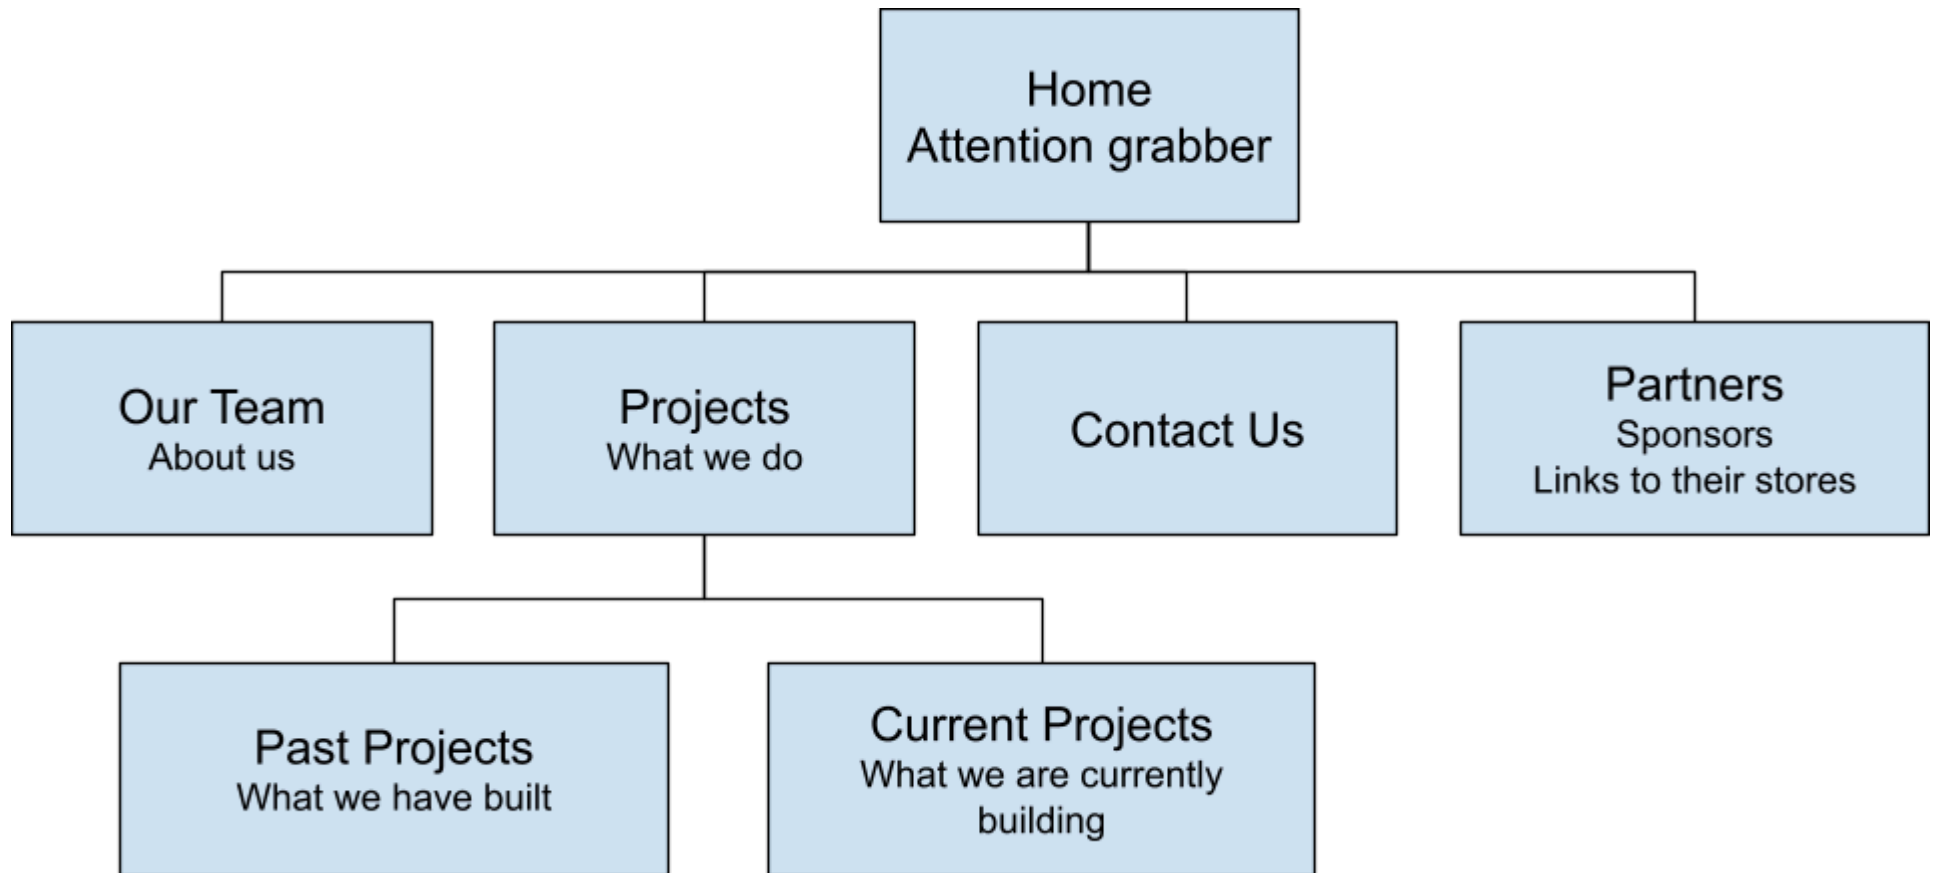 Home
Attention grabber
Our Team
About us
Projects
What we do
Contact Us
Partners
Sponsors
Links to their stores
Past Projects
What we have built
Current Projects
What we are currently
building